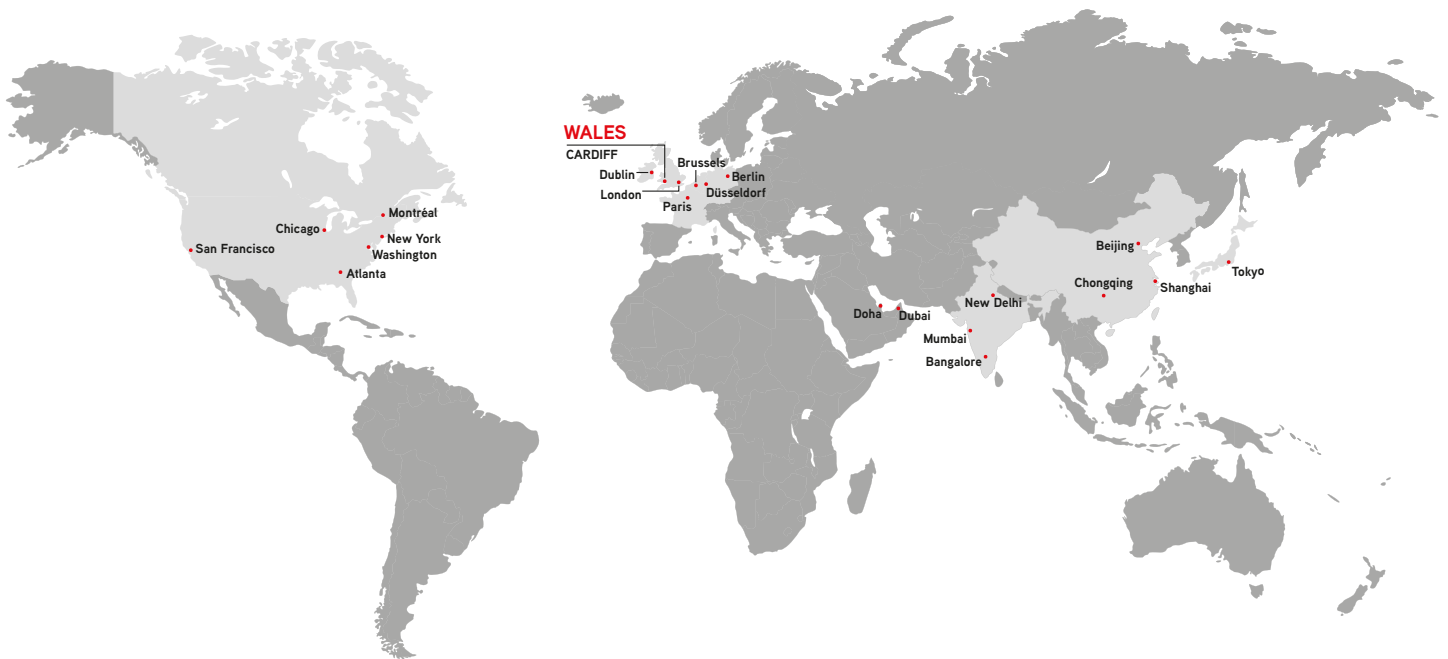 WALES
CARDIFF
Brussels
Dublin
Berlin
London
Düsseldorf
Paris
Montréal
Chicago
New York
San Francisco
Washington
Atlanta
Beijing
Tokyo
Chongqing
Shanghai
New Delhi
Doha
Dubai
Mumbai
Bangalore